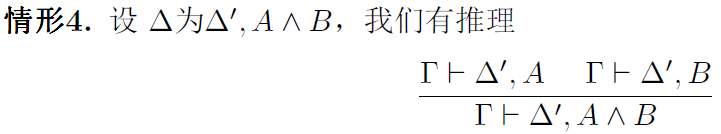 情形4. 设 Δ为Δ′, A ∧ B，我们有推理
Γ ⊢ Δ′, A Γ ⊢ Δ′, B
Γ ⊢ Δ′, A ∧ B